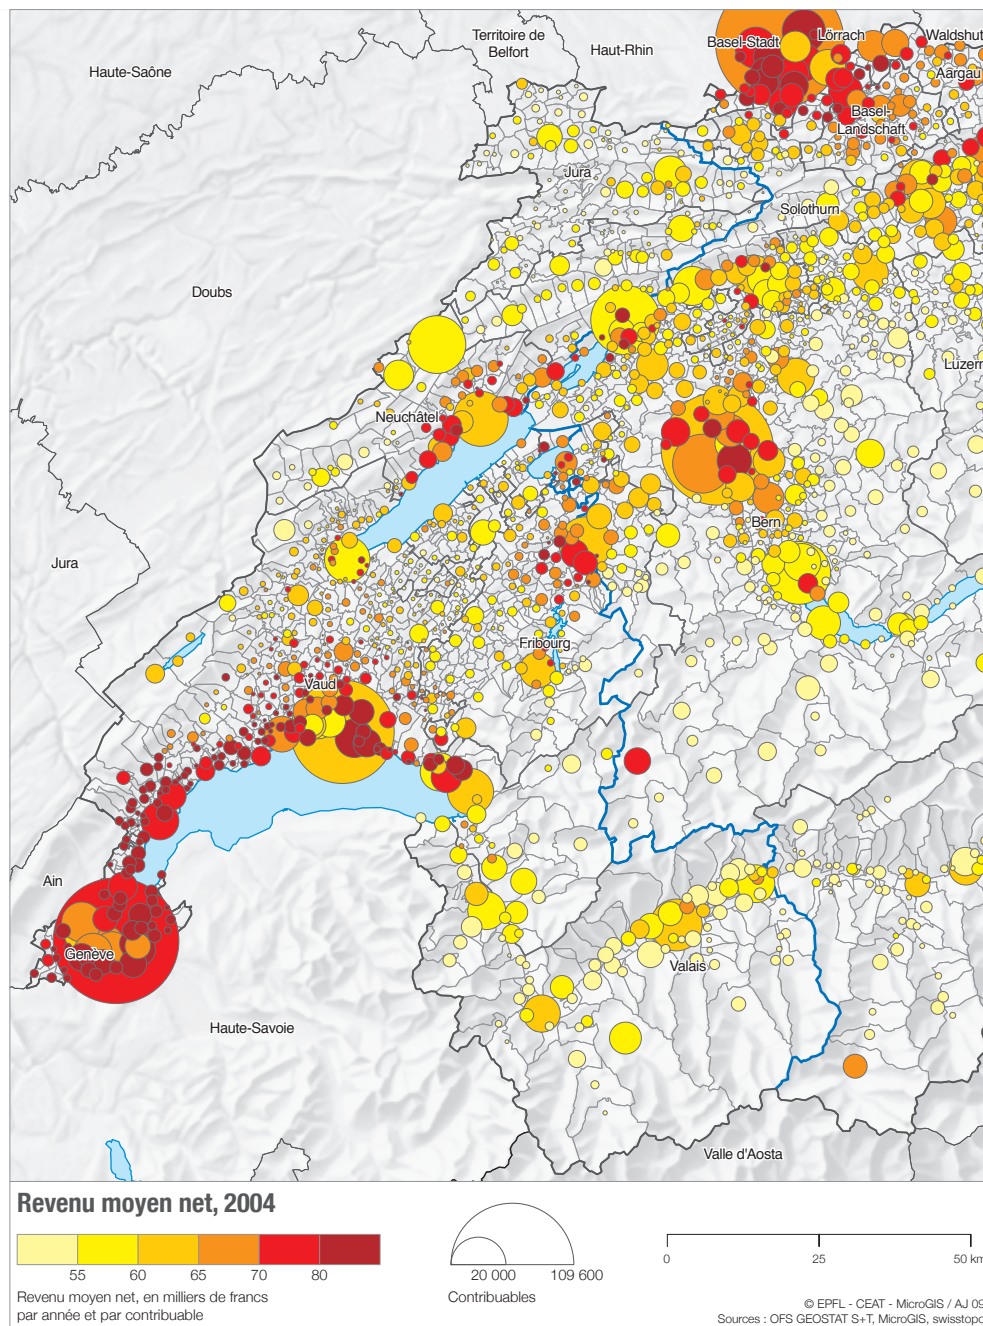 Territoire de
Belfort
Haut-Rhin
Basel-Stadt
Lörrach
Waldshut
Haute-Saône
Aargau
Basel-
Landschaft
Jura
Solothurn
Doubs
Luzern
Neuchâtel
Bern
Jura
Fribourg
Vaud
Ain
Genève
Valais
Haute-Savoie
Valle d'Aosta
Revenu moyen net, 2004
55 60 65 70 80
Revenu moyen net, en milliers de francs
par année et par contribuable
20 000 109 600
Contribuables
0 25 50 km
© EPFL - CEAT - MicroGIS / AJ 09
Sources : OFS GEOSTAT S+T, MicroGIS, swisstopo